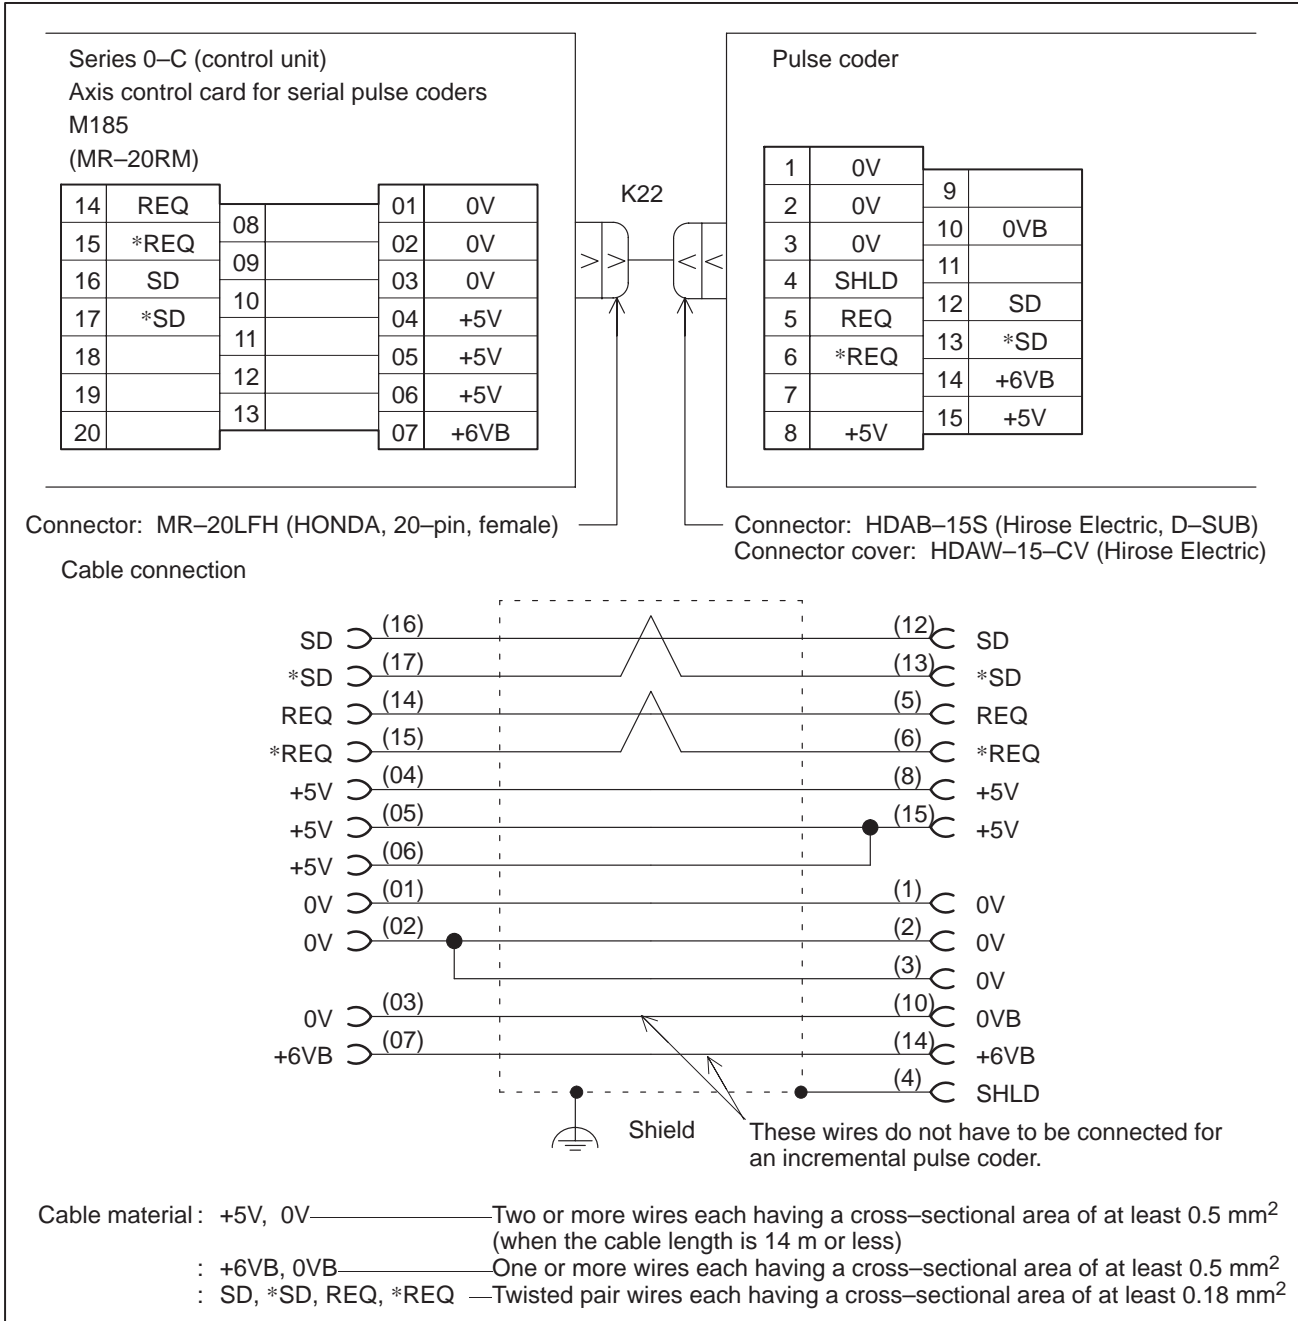 Series 0–C (control unit)
Axis control card for serial pulse coders
M185
(MR–20RM)
14 REQ
15 *REQ
16 SD
17 *SD
18
19
20
08
09
10
11
12
13
01 0V
02 0V
03 0V
04 +5V
05 +5V
06 +5V
07 +6VB
K22
Pulse coder
1 0V
2 0V
3 0V
4 SHLD
5 REQ
6 *REQ
7
8 +5V
9
10 0VB
11
12 SD
13 *SD
14 +6VB
15 +5V
Connector: MR–20LFH (HONDA, 20–pin, female)
Connector: HDAB–15S (Hirose Electric, D–SUB)
Connector cover: HDAW–15–CV (Hirose Electric)
Cable connection
SD (16) (12) SD
*SD (17) (13) *SD
REQ (14) (5) REQ
*REQ (15) (6) *REQ
+5V (04) (8) +5V
+5V (05) (15) +5V
+5V (06)
0V (01) (1) 0V
0V (02) (2) 0V
(3) 0V
0V (03) (10) 0VB
+6VB (07) (14) +6VB
(4) SHLD
Shield
These wires do not have to be connected for
an incremental pulse coder.
Cable material : +5V, 0V Two or more wires each having a cross–sectional area of at least 0.5 mm2
(when the cable length is 14 m or less)
: +6VB, 0VB One or more wires each having a cross–sectional area of at least 0.5 mm2
: SD, *SD, REQ, *REQ Twisted pair wires each having a cross–sectional area of at least 0.18 mm2